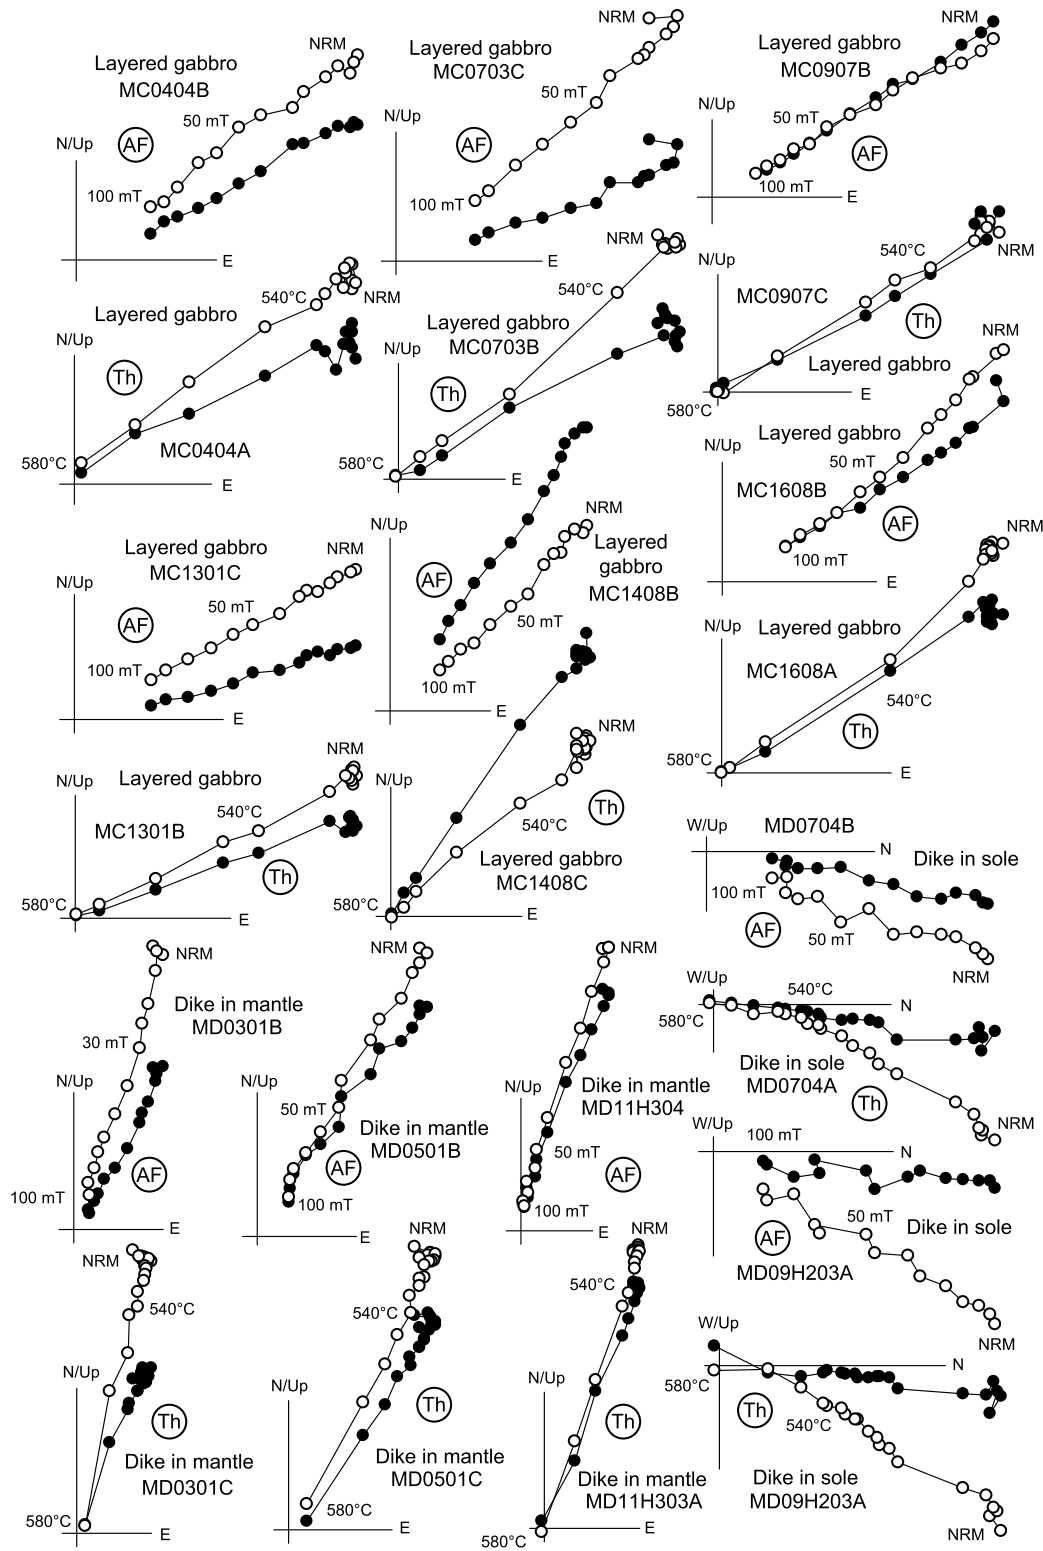 Layered gabbro
MC0404B
NRM
50 mT
N/Up
AF
100 mT
E
Layered gabbro
MC0703C
NRM
50 mT
N/Up
AF
100 mT
E
NRM
Layered gabbro
MC0907B
N/Up
50 mT
AF
100 mT
E
Layered gabbro
540°C
NRM
N/Up
Th
MC0404A
580°C
E
NRM
540°C
Layered gabbro
MC0703B
N/Up
Th
580°C
E
N/Up
540°C
NRM
MC0907C
Th
Layered gabbro
580°C
E
NRM
Layered gabbro
50 mT
N/Up
MC1608B
AF
100 mT
E
Layered gabbro
MC1301C
NRM
N/Up
50 mT
AF
100 mT
E
N/Up
NRM
Layered
gabbro
MC1408B
AF
50 mT
100 mT
E
NRM
N/Up
Layered gabbro
MC1608A
540°C
Th
580°C
E
NRM
Layered gabbro
N/Up
540°C
MC1301B
Th
580°C
E
NRM
N/Up
Th
540°C
Layered gabbro
MC1408C
580°C
E
W/Up
MD0704B
N
Dike in sole
100 mT
AF
50 mT
NRM
NRM
Dike in mantle
MD0301B
30 mT
N/Up
AF
100 mT
E
NRM
N/Up
50 mT
Dike in mantle
MD0501B
AF
100 mT
E
NRM
N/Up
Dike in mantle
MD11H304
50 mT
AF
100 mT
E
W/Up
540°C
N
580°C
Dike in sole
MD0704A
Th
NRM
W/Up
100 mT
N
50 mT
Dike in sole
AF
MD09H203A
NRM
NRM
540°C
N/Up
Th
Dike in mantle
MD0301C
580°C
E
NRM
540°C
N/Up
Th
Dike in mantle
MD0501C
580°C
E
NRM
540°C
N/Up
Th
Dike in mantle
MD11H303A
580°C
E
W/Up
N
580°C
Th
540°C
Dike in sole
MD09H203A
NRM